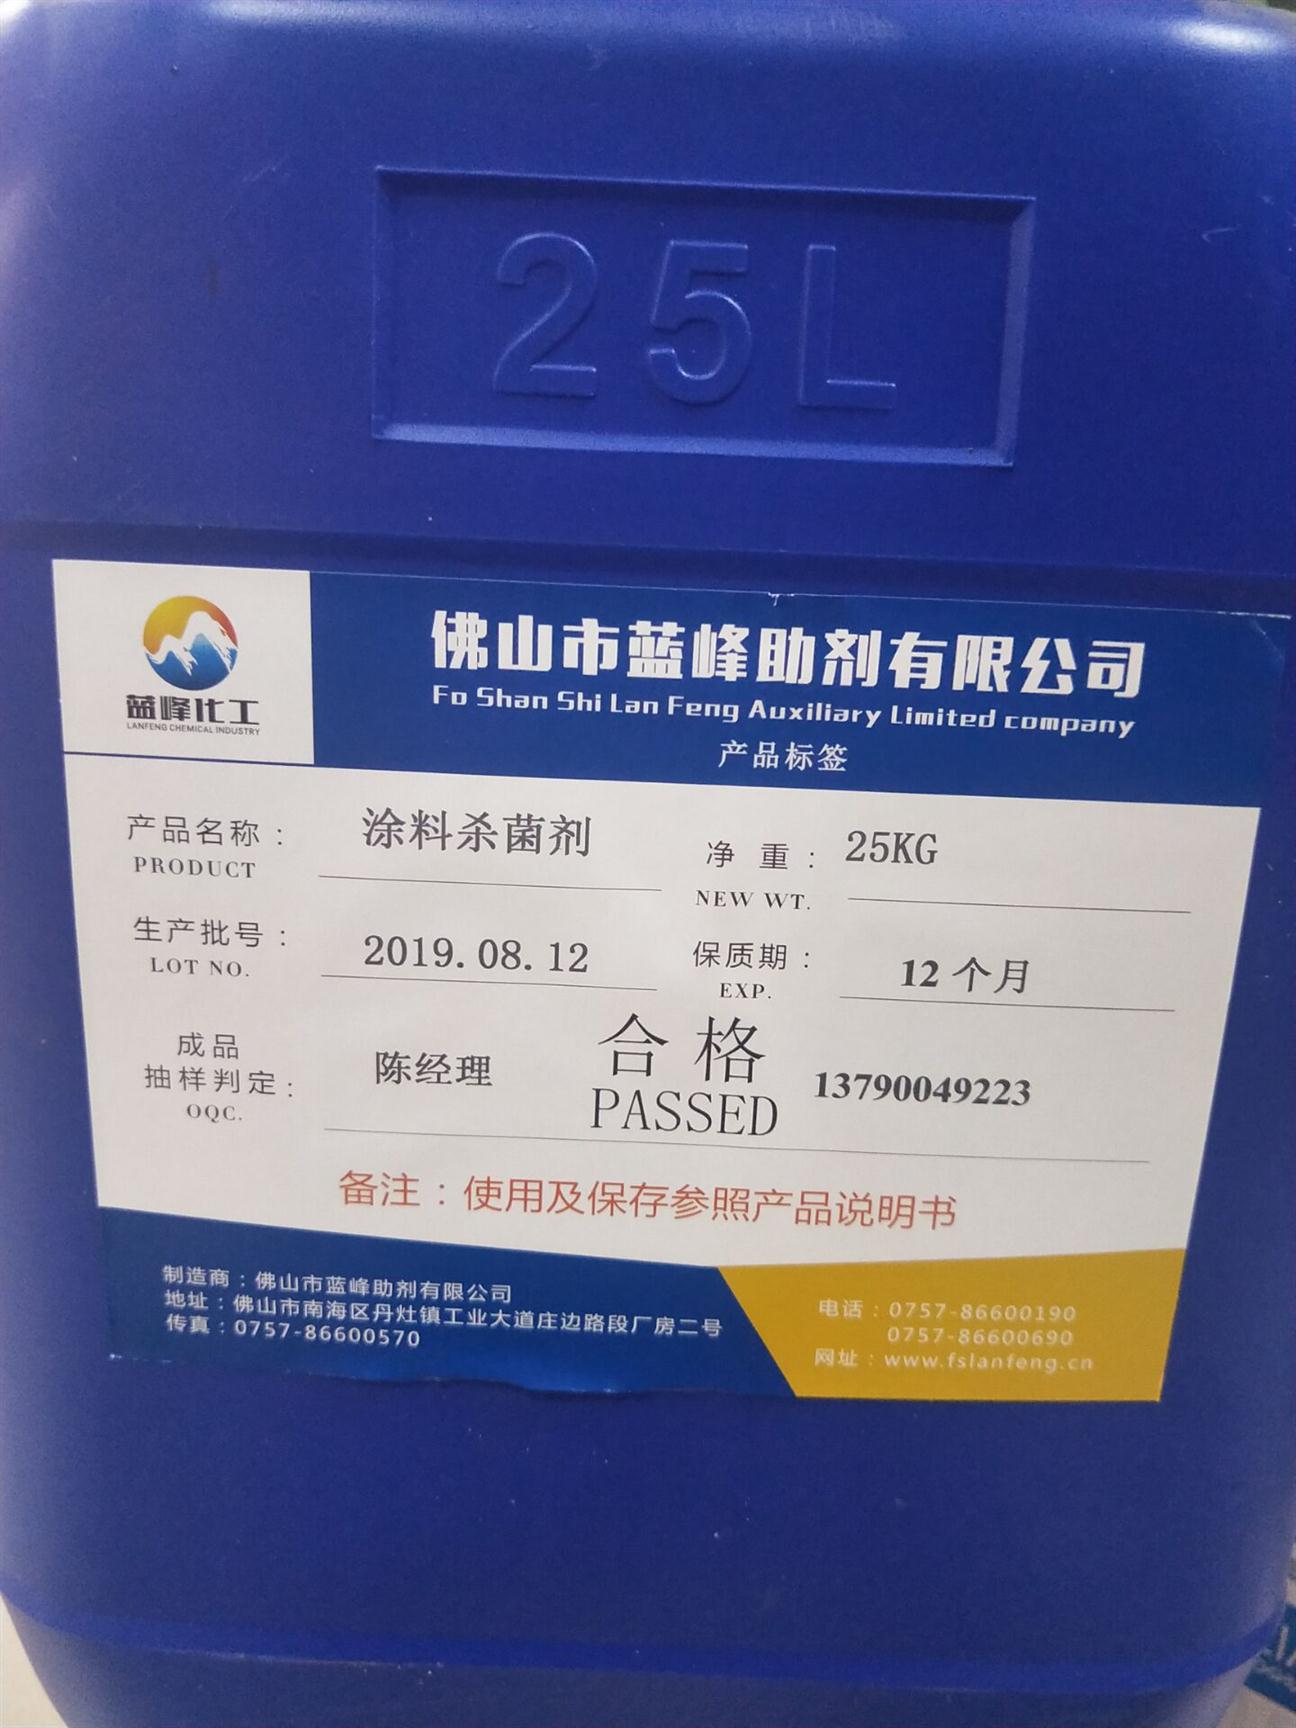 25L
佛山市蓝峰助剂有限公司
Fo Shan Shi Lan Feng Auxiliary Limited company
产品标签
蓝峰化工
LANFENG CHEMICAL INDUSTRY
产品名称： 涂料杀菌剂 净 重： 25KG
PRODUCT NEW WT.
生产批号： 2019.08.12 保质期： 12个月
LOT NO. EXP.
成品
抽样判定： 陈经理 合格 13790049223
OQC. PASSED
备注：使用及保存参照产品说明书
制造商：佛山市蓝峰助剂有限公司
地址：佛山市南海区丹灶镇工业大道庄边路段厂房二号
传真：0757-86600570
电话：0757-86600190
0757-86600690
网址：www.fslanfeng.cn